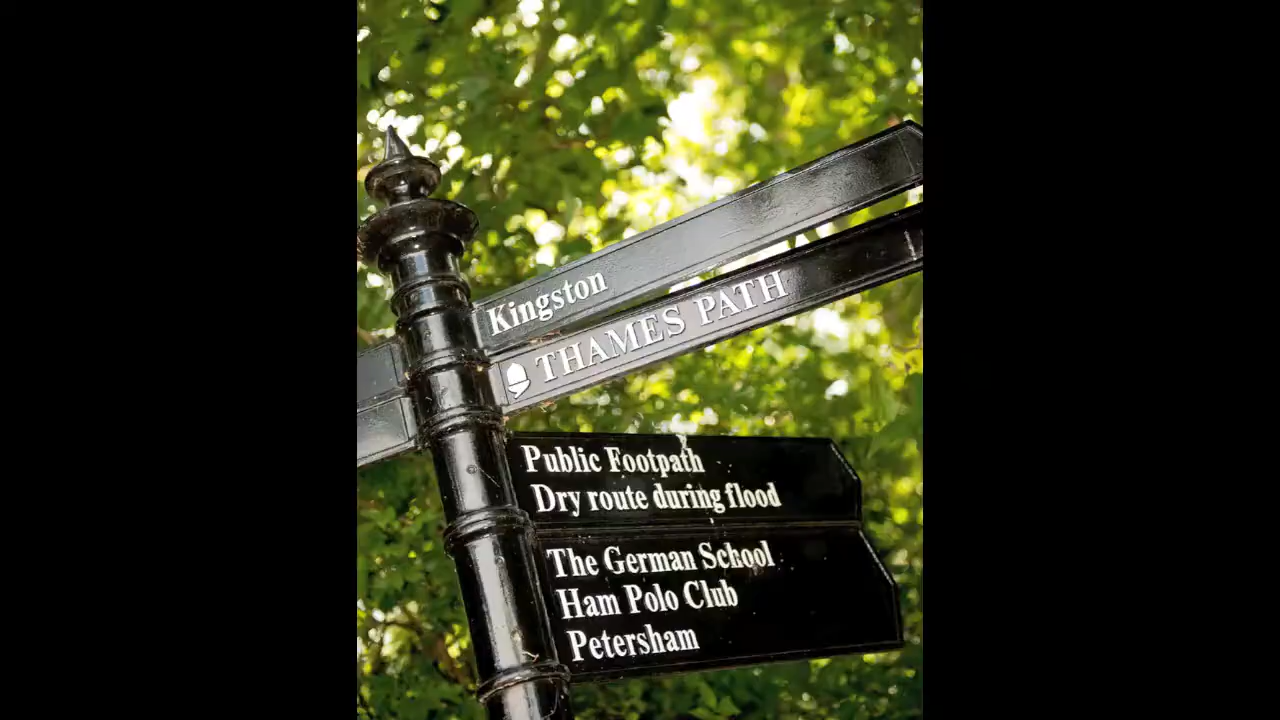 Kingston
THAMES PATH
Public Footpath
Dry route during flood
The German School
Ham Polo Club
Petersham